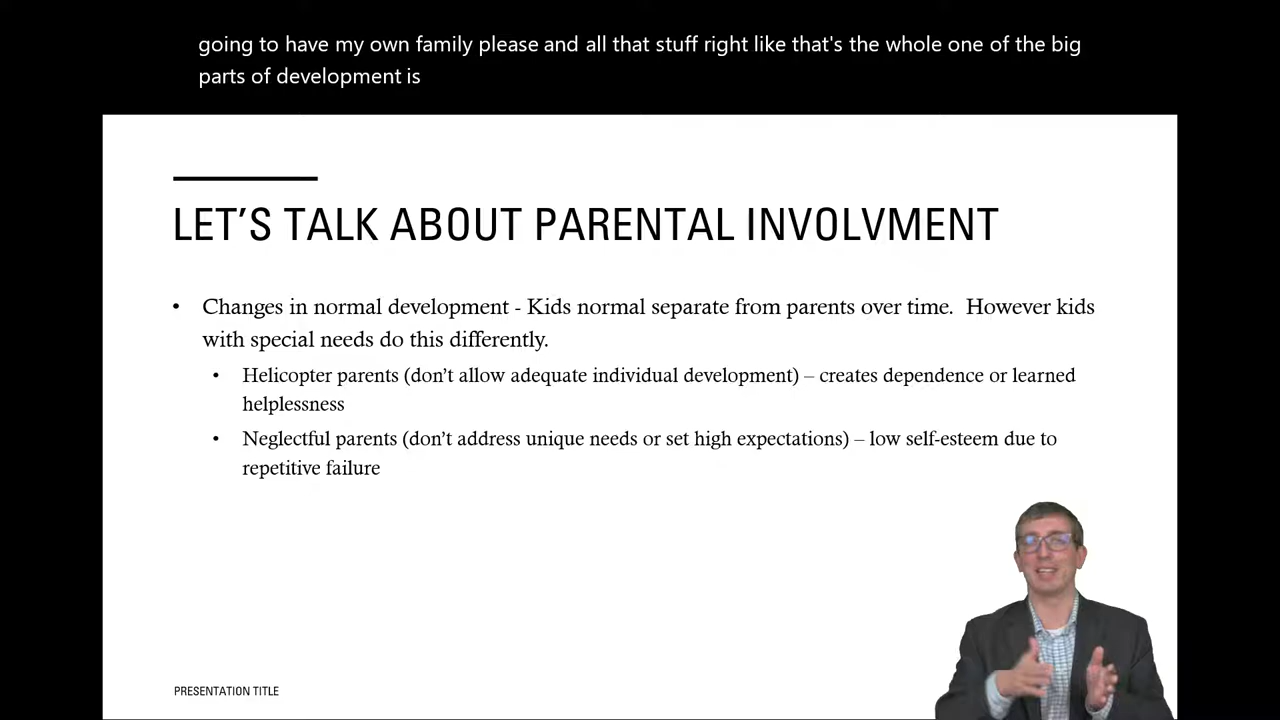 going to have my own family please and all that stuff right like that's the whole one of the big
parts of development is
LET'S TALK ABOUT PARENTAL INVOLVMENT
• Changes in normal development - Kids normal separate from parents over time. However kids
with special needs do this differently.
• Helicopter parents (don't allow adequate individual development) – creates dependence or learned
helplessness
• Neglectful parents (don't address unique needs or set high expectations) – low self-esteem due to
repetitive failure
PRESENTATION TITLE